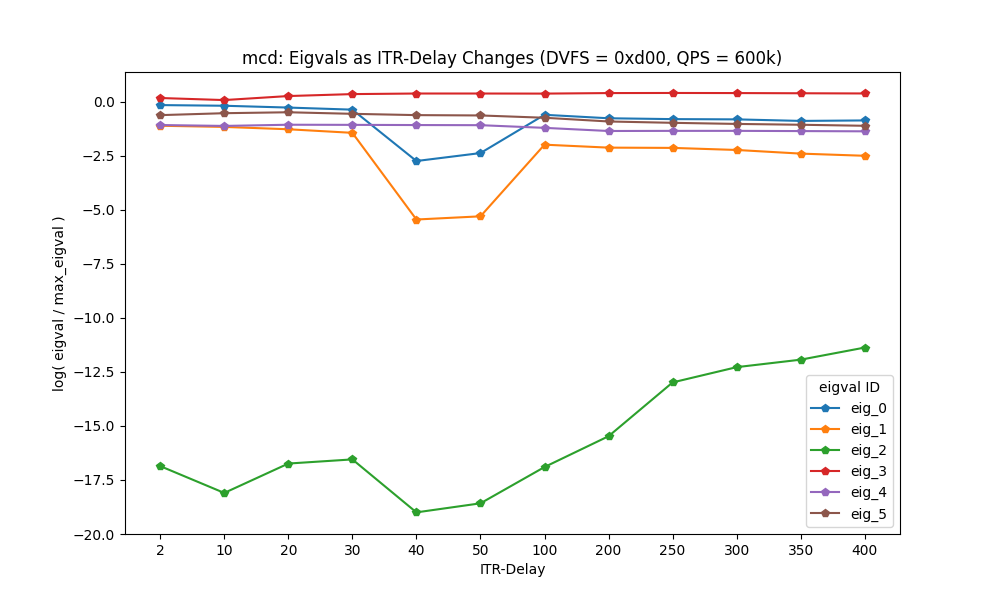 mcd: Eigvals as ITR-Delay Changes (DVFS = 0xd00, QPS = 600k)
log( eigval / max_eigval )
0.0
−2.5
−5.0
−7.5
−10.0
−12.5
−15.0
−17.5
−20.0
2 10 20 30 40 50 100 200 250 300 350 400
ITR-Delay
eigval ID
eig_0
eig_1
eig_2
eig_3
eig_4
eig_5